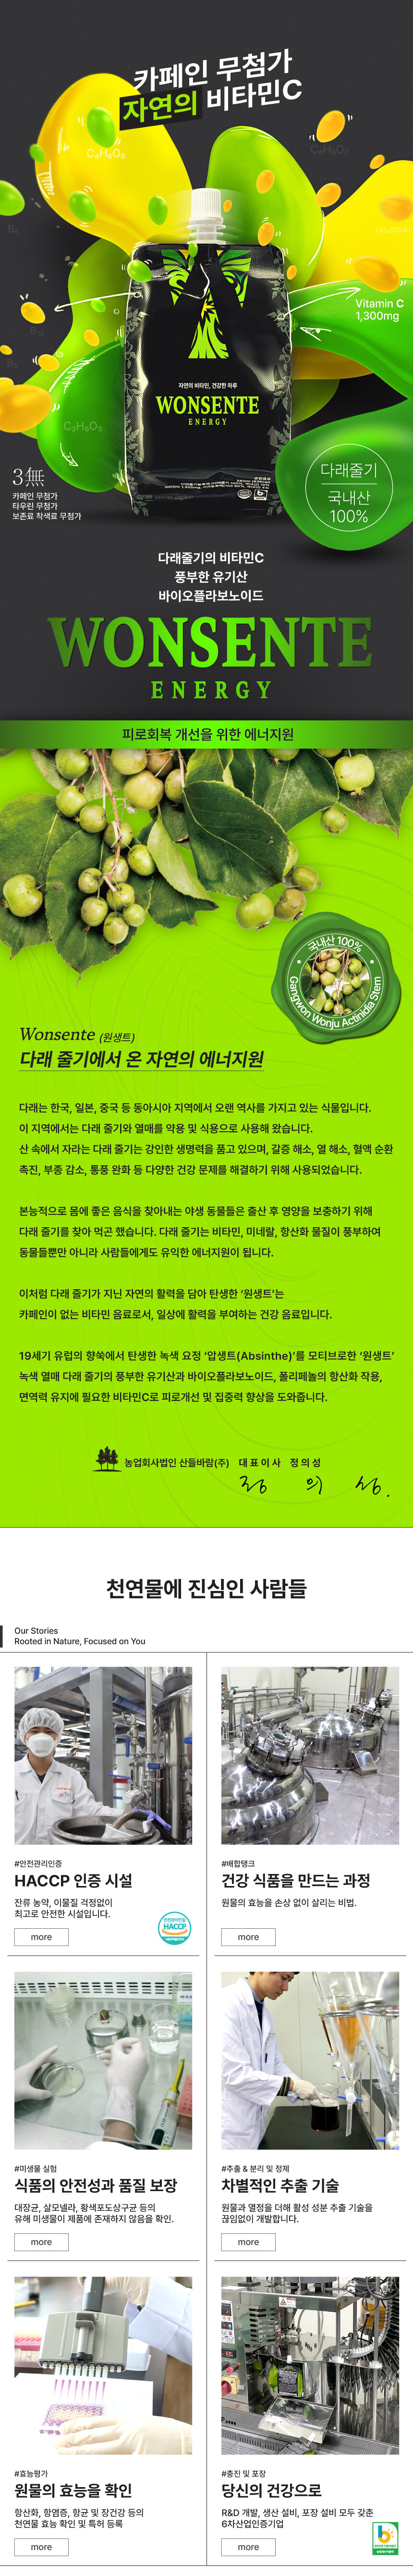 카페인 무첨가
자연의 비타민C
C₄H₆O₅
C₆H₈O₇
B₆
CH₃COOH
Vitamin C
1,300mg
B₁₂
B₂
C₃H₆O₃
자연의 비타민, 건강한 하루
WONSENTE
ENERGY
3無
카페인 무첨가
타우린 무첨가
보존료 착색료 무첨가
다래줄기
국내산
100%
다래줄기의 비타민C
풍부한 유기산
바이오플라보노이드
WONSENTE
ENERGY
피로회복 개선을 위한 에너지원
국내산 100%
Gangwon Wonju Actinidia Stem
Wonsente (원생트)
다래 줄기에서 온 자연의 에너지원
다래는 한국, 일본, 중국 등 동아시아 지역에서 오랜 역사를 가지고 있는 식물입니다.
이 지역에서는 다래 줄기와 열매를 약용 및 식용으로 사용해 왔습니다.
산 속에서 자라는 다래 줄기는 강인한 생명력을 품고 있으며, 갈증 해소, 열 해소, 혈액 순환
촉진, 부종 감소, 통풍 완화 등 다양한 건강 문제를 해결하기 위해 사용되었습니다.
본능적으로 몸에 좋은 음식을 찾아내는 야생 동물들은 출산 후 영양을 보충하기 위해
다래 줄기를 찾아 먹곤 했습니다. 다래 줄기는 비타민, 미네랄, 항산화 물질이 풍부하여
동물들뿐만 아니라 사람들에게도 유익한 에너지원이 됩니다.
이처럼 다래 줄기가 지닌 자연의 활력을 담아 탄생한 '원생트'는
카페인이 없는 비타민 음료로서, 일상에 활력을 부여하는 건강 음료입니다.
19세기 유럽의 향쑥에서 탄생한 녹색 요정 '압생트(Absinthe)'를 모티브로한 '원생트'
녹색 열매 다래 줄기의 풍부한 유기산과 바이오플라보노이드, 폴리페놀의 항산화 작용,
면역력 유지에 필요한 비타민C로 피로개선 및 집중력 향상을 도와줍니다.
농업회사법인 산들바람(주) 대표이사 정의성
정 의 성.
천연물에 진심인 사람들
Our Stories
Rooted in Nature, Focused on You
#안전관리인증
HACCP 인증 시설
잔류 농약, 이물질 걱정없이
최고로 안전한 시설입니다.
HACCP
more
#배합탱크
건강 식품을 만드는 과정
원물의 효능을 손상 없이 살리는 비법.
more
#미생물 실험
식품의 안전성과 품질 보장
대장균, 살모넬라, 황색포도상구균 등의
유해 미생물이 제품에 존재하지 않음을 확인.
more
#추출 & 분리 및 정제
차별적인 추출 기술
원물과 열정을 더해 활성 성분 추출 기술을
끊임없이 개발합니다.
more
#효능평가
원물의 효능을 확인
항산화, 항염증, 항균 및 장건강 등의
천연물 효능 확인 및 특허 등록
more
#충진 및 포장
당신의 건강으로
R&D 개발, 생산 설비, 포장 설비 모두 갖춘
6차산업인증기업
more